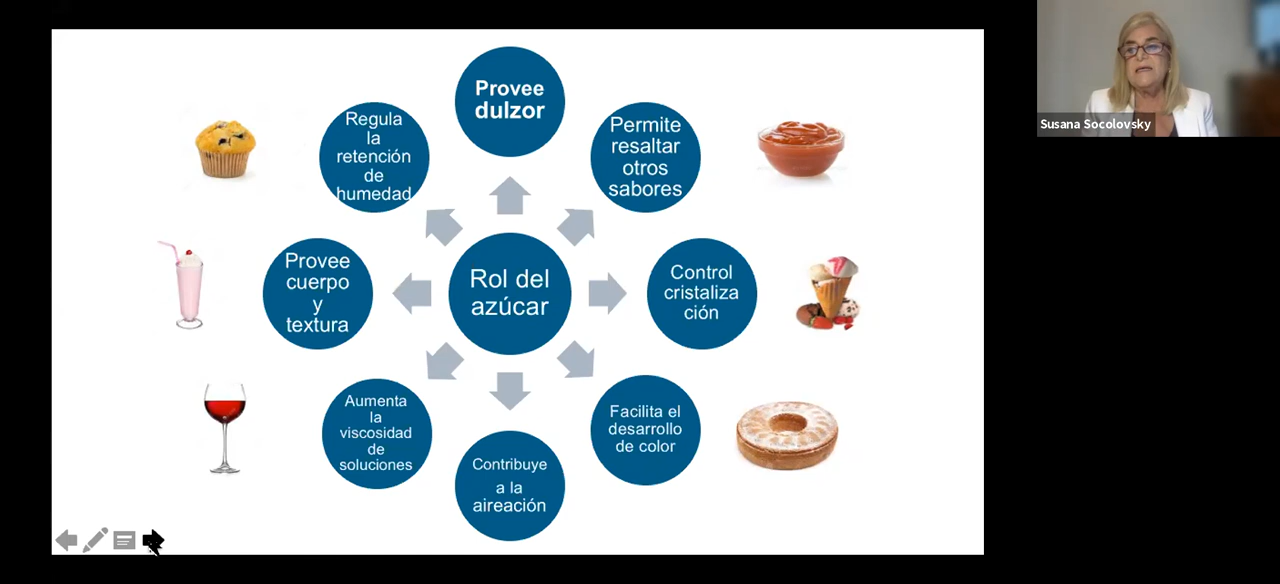 Provee
dulzor
Permite
resaltar
otros
sabores
Control
cristaliza
ción
Facilita el
desarrollo
de color
Contribuye
a la
aireación
Aumenta
la
viscosidad
de
soluciones
Provee
cuerpo
y
textura
Regula
la
retención
de
humedad
Rol del
azúcar
Susana Socolovsky